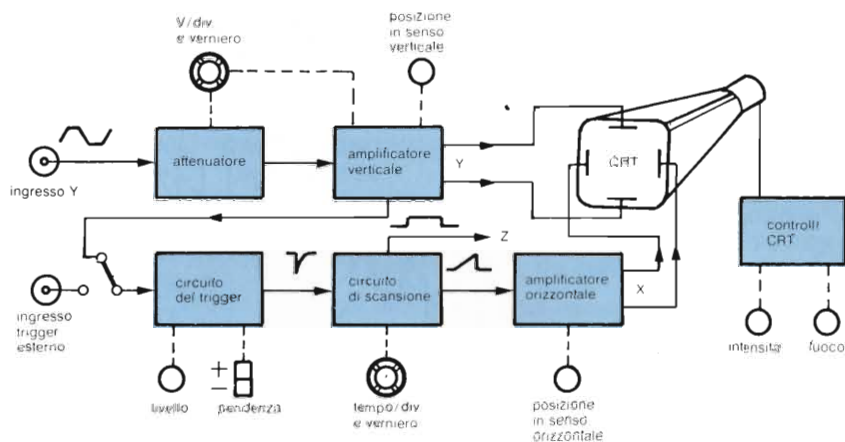 V/div.
e verniero
posizione
in senso
verticale
ingresso Y
attenuatore
amplificatore
verticale
Y
CRT
controlli
CRT
Z
circuito
del trigger
circuito
di scansione
amplificatore
orizzontale
X
ingresso
trigger
esterno
+
−
livello
pendenza
tempo/div.
e verniero
posizione
in senso
orizzontale
intensità
fuoco